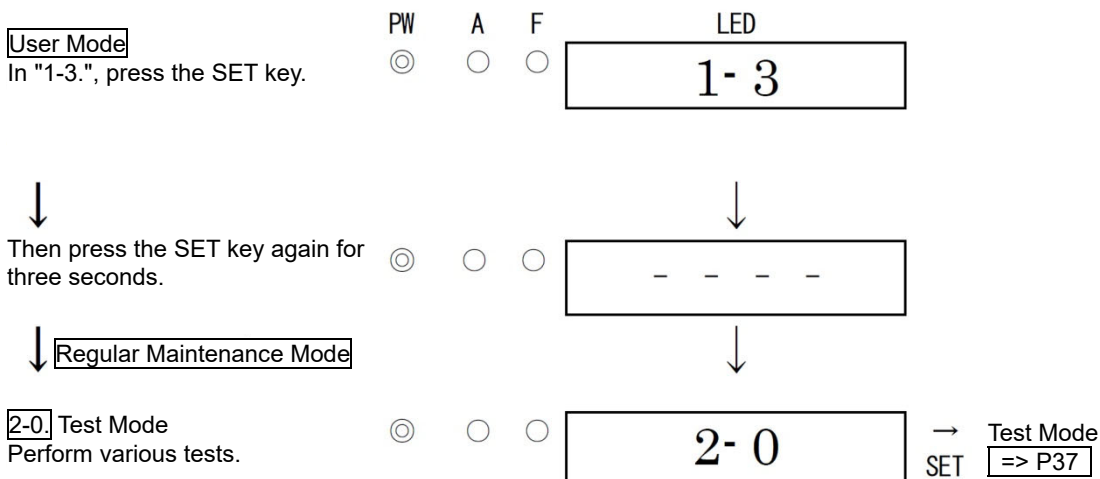 PW A F LED
User Mode
In "1-3.", press the SET key.
◎ ○ ○ 1- 3
↓ ↓
Then press the SET key again for
three seconds.
◎ ○ ○ - - - -
↓ Regular Maintenance Mode ↓
2-0. Test Mode
Perform various tests.
◎ ○ ○ 2- 0 → Test Mode
SET => P37